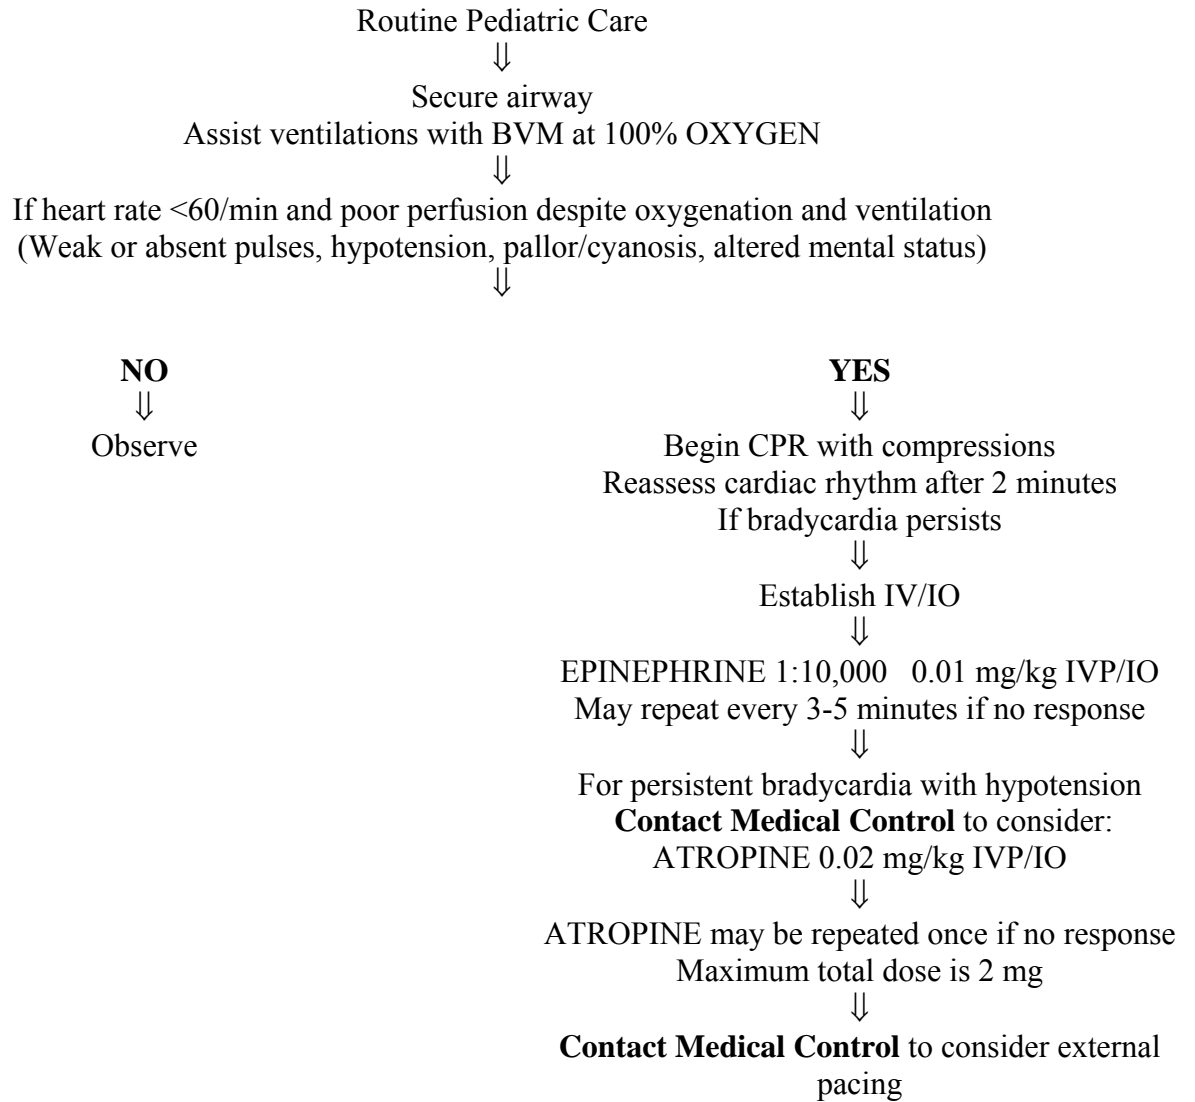 Routine Pediatric Care
⇓
Secure airway
Assist ventilations with BVM at 100% OXYGEN
⇓
If heart rate <60/min and poor perfusion despite oxygenation and ventilation
(Weak or absent pulses, hypotension, pallor/cyanosis, altered mental status)
⇓
NO
⇓
Observe
YES
⇓
Begin CPR with compressions
Reassess cardiac rhythm after 2 minutes
If bradycardia persists
⇓
Establish IV/IO
⇓
EPINEPHRINE 1:10,000 0.01 mg/kg IVP/IO
May repeat every 3-5 minutes if no response
⇓
For persistent bradycardia with hypotension
Contact Medical Control to consider:
ATROPINE 0.02 mg/kg IVP/IO
⇓
ATROPINE may be repeated once if no response
Maximum total dose is 2 mg
⇓
Contact Medical Control to consider external
pacing